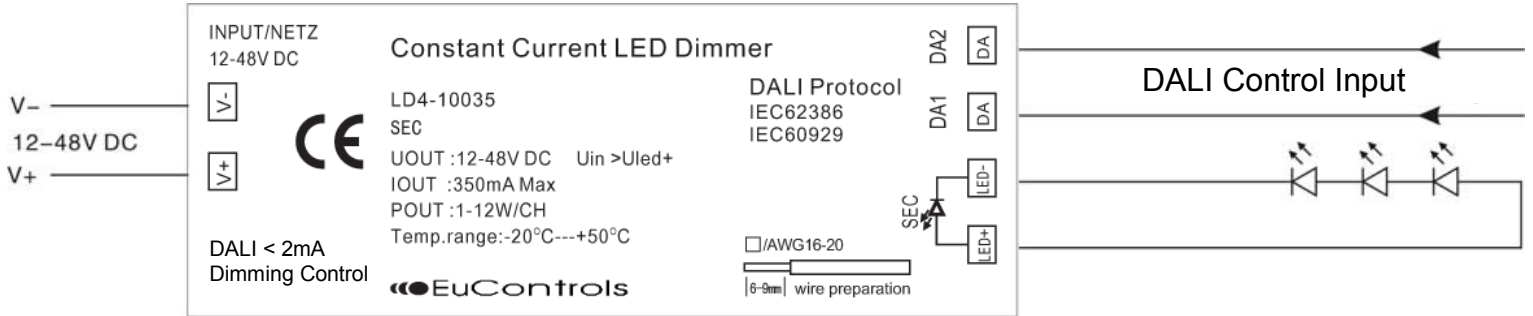 V–
12–48V DC
V+
INPUT/NETZ
12-48V DC
V-
V+
CE
DALI < 2mA
Dimming Control
Constant Current LED Dimmer
LD4-10035
SEC
UOUT :12-48V DC Uin >Uled+
IOUT :350mA Max
POUT :1-12W/CH
Temp.range:-20°C---+50°C
EuControls
DALI Protocol
IEC62386
IEC60929
/AWG16-20
6-9mm wire preparation
DA2
DA
DA1
DA
SEC
LED-
LED+
DALI Control Input